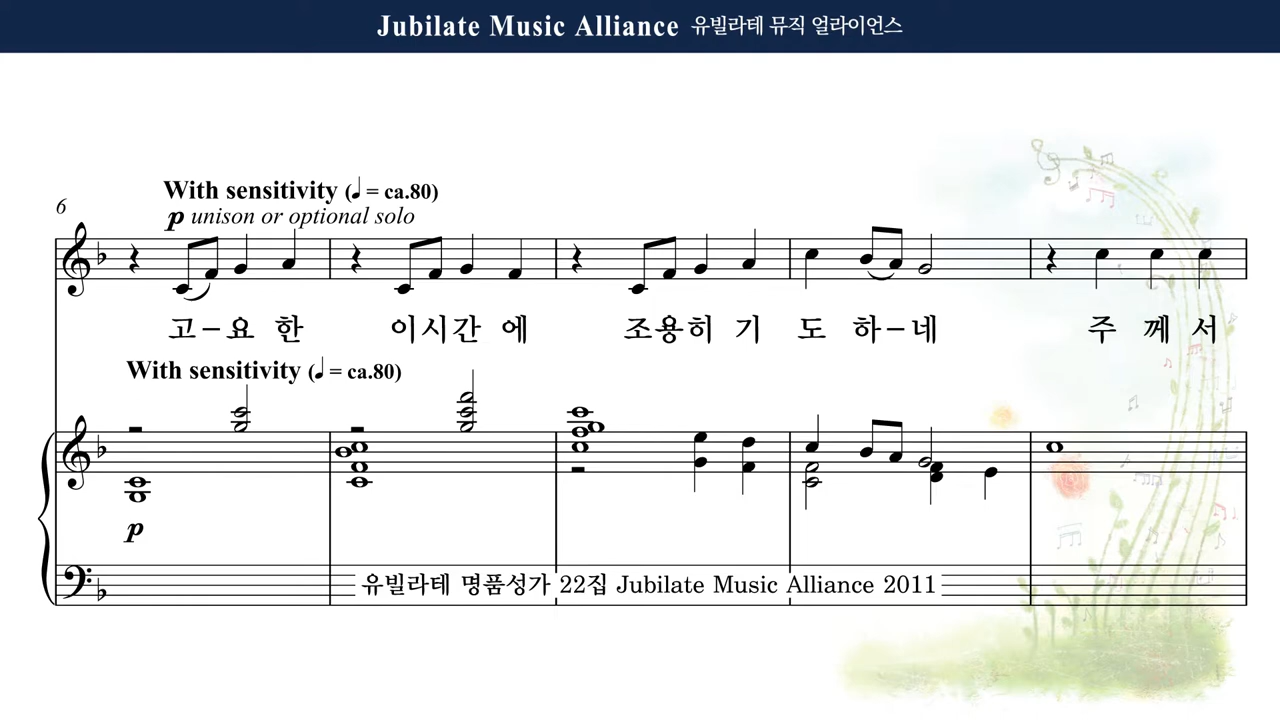 Jubilate Music Alliance 유빌라테 뮤직 얼라이언스
With sensitivity (♩ = ca.80)
6
p unison or optional solo
고–요 한 이시간 에 조용히 기 도 하–네 주 께 서
With sensitivity (♩ = ca.80)
p
유빌라테 명품성가 22집 Jubilate Music Alliance 2011